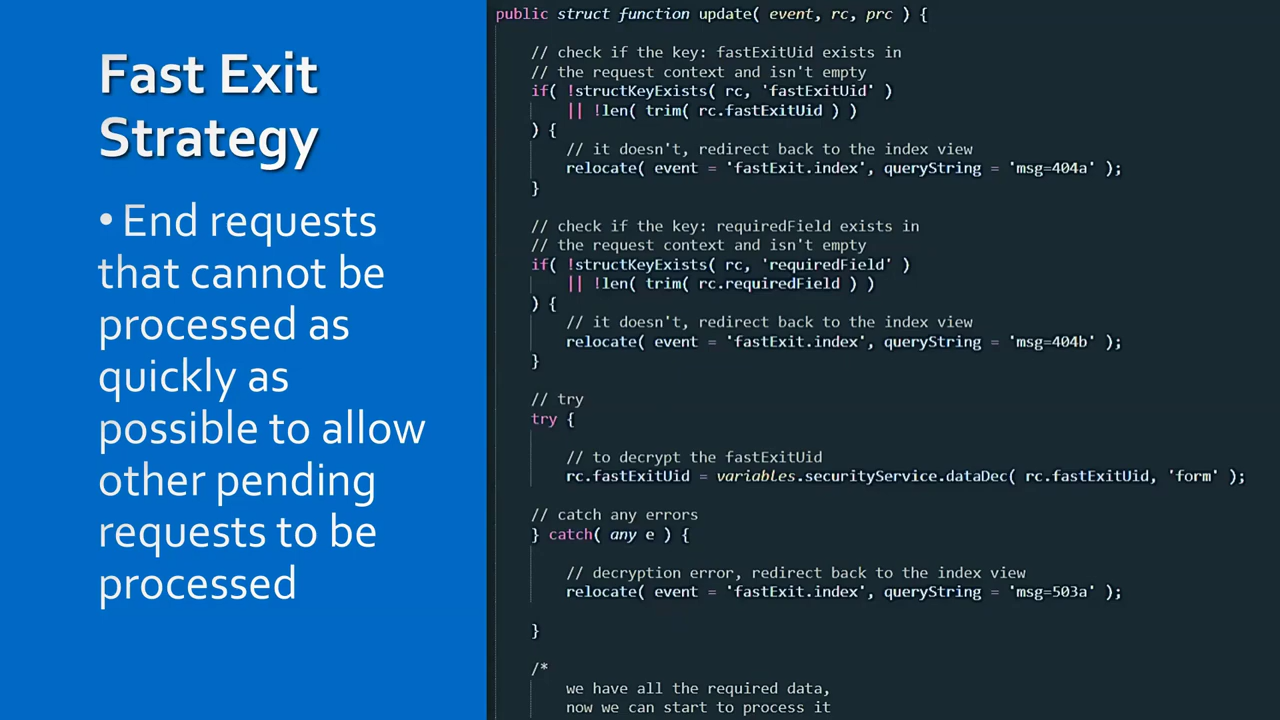 Fast Exit
Strategy
• End requests
that cannot be
processed as
quickly as
possible to allow
other pending
requests to be
processed
public struct function update( event, rc, prc ) {
// check if the key: fastExitUid exists in
// the request context and isn't empty
if( !structKeyExists( rc, 'fastExitUid' )
|| !len( trim( rc.fastExitUid ) )
) {
// it doesn't, redirect back to the index view
relocate( event = 'fastExit.index', queryString = 'msg=404a' );
}
// check if the key: requiredField exists in
// the request context and isn't empty
if( !structKeyExists( rc, 'requiredField' )
|| !len( trim( rc.requiredField ) )
) {
// it doesn't, redirect back to the index view
relocate( event = 'fastExit.index', queryString = 'msg=404b' );
}
// try
try {
// to decrypt the fastExitUid
rc.fastExitUid = variables.securityService.dataDec( rc.fastExitUid, 'form' );
// catch any errors
} catch( any e ) {
// decryption error, redirect back to the index view
relocate( event = 'fastExit.index', queryString = 'msg=503a' );
}
/*
we have all the required data,
now we can start to process it